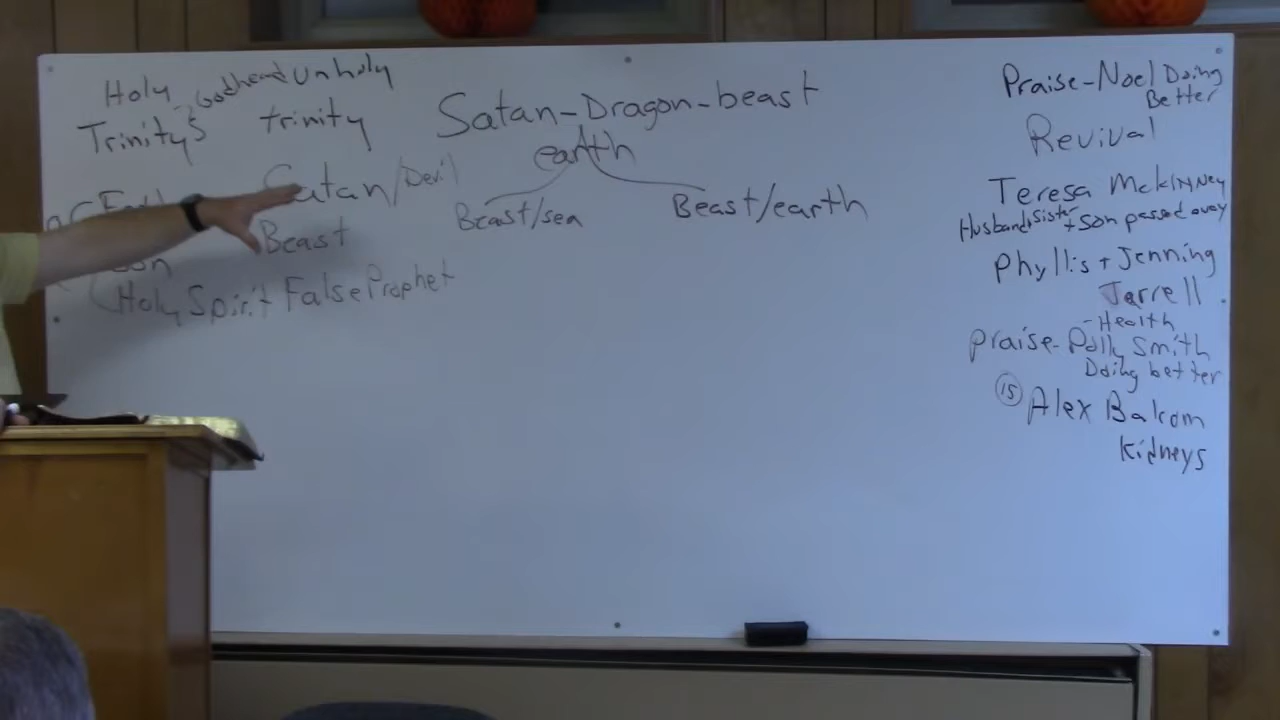 Holy
Trinity
Godhead
Unholy
trinity
Satan/Devil
Beast
Son
Holy Spirit False Prophet
Satan-Dragon-beast
earth
Beast/sea
Beast/earth
Praise-Noel Doing
Better
Revival
Teresa McKinney
Husband+sister+Son passed away
Phyllis + Jenning
Jarrell
-Health
Praise-Polly Smith
Doing better
15 Alex Balcom
Kidneys